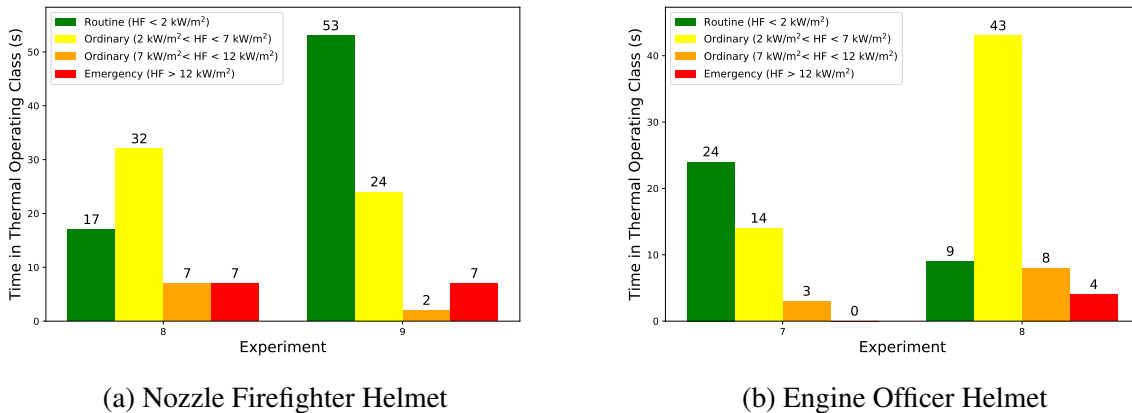 Time in Thermal Operating Class (s)
Routine (HF < 2 kW/m²)
Ordinary (2 kW/m²< HF < 7 kW/m²)
Ordinary (7 kW/m²< HF < 12 kW/m²)
Emergency (HF > 12 kW/m²)
50
40
30
20
10
0
17
32
7
7
53
24
2
7
8
9
Experiment
(a) Nozzle Firefighter Helmet
Time in Thermal Operating Class (s)
Routine (HF < 2 kW/m²)
Ordinary (2 kW/m²< HF < 7 kW/m²)
Ordinary (7 kW/m²< HF < 12 kW/m²)
Emergency (HF > 12 kW/m²)
40
30
20
10
0
24
14
3
0
9
43
8
4
7
8
Experiment
(b) Engine Officer Helmet